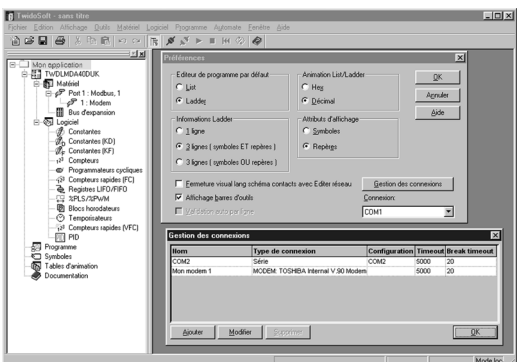 TwidoSoft - sans titre
Fichier Edition Affichage Outils Matériel Logiciel Programme Automate Fenêtre Aide
Mon application
TWDLMDA40DUK
Matériel
Port 1 : Modbus, 1
1 : Modem
Bus d'expansion
Logiciel
Constantes
Constantes (KD)
Constantes (KF)
Compteurs
Programmateurs cycliques
Compteurs rapides (FC)
Registres LIFO/FIFO
%PLS/%PWM
Blocs horodateurs
Temporisateurs
Compteurs rapides (VFC)
PID
Programme
Symboles
Tables d'animation
Documentation
Préférences
Editeur de programme par défaut
List
Ladder
Animation List/Ladder
Hex
Décimal
OK
Annuler
Aide
Informations Ladder
1 ligne
3 lignes ( symboles ET repères )
3 lignes ( symboles OU repères )
Attributs d'affichage
Symboles
Repères
Fermeture visual lang schéma contacts avec Editer réseau
Gestion des connexions
Affichage barres d'outils
Connexion:
Validation auto par ligne
COM1
Gestion des connexions
Nom Type de connexion Configuration Timeout Break timeout
COM2 Série COM2 5000 20
Mon modem 1 MODEM: TOSHIBA Internal V.90 Modem 5000 20
Ajouter Modifier Supprimer OK
Mode loc